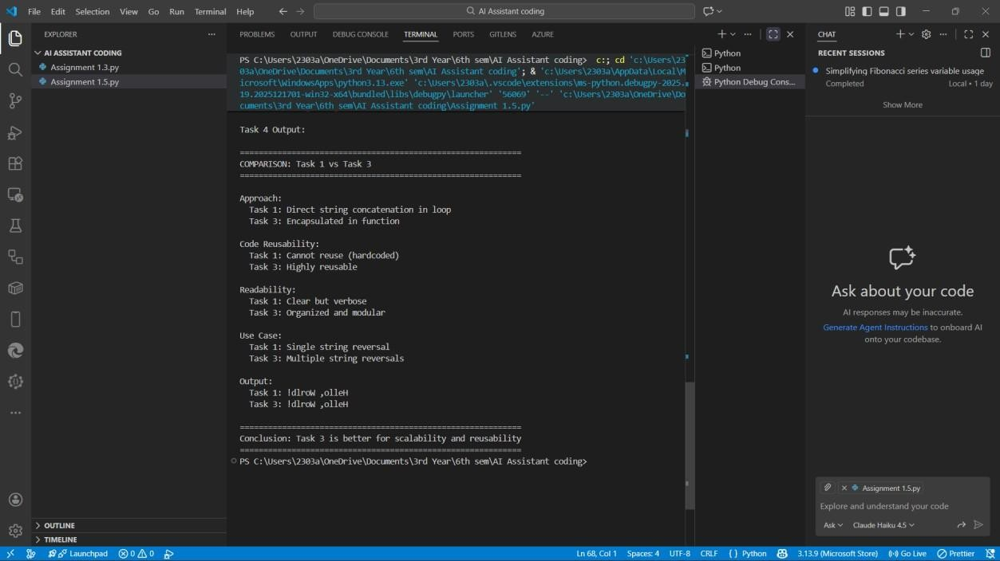 File Edit Selection View Go Run Terminal Help
AI Assistant coding
EXPLORER
AI ASSISTANT CODING
Assignment 1.3.py
Assignment 1.5.py
OUTLINE
TIMELINE
PROBLEMS OUTPUT DEBUG CONSOLE TERMINAL PORTS GITLENS AZURE
PS C:\Users\2303a\OneDrive\Documents\3rd Year\6th sem\AI Assistant coding> c:; cd 'c:\Users\23
03a\OneDrive\Documents\3rd Year\6th sem\AI Assistant coding'; & 'c:\Users\2303a\AppData\Local\M
icrosoft\WindowsApps\python3.13.exe' 'c:\Users\2303a\.vscode\extensions\ms-python.debugpy-2025.
19.2025121701-win32-x64\bundled\libs\debugpy\launcher' '56069' '--' 'c:\Users\2303a\OneDrive\Do
cuments\3rd Year\6th sem\AI Assistant coding\Assignment 1.5.py'
Task 4 Output:
============================================================
COMPARISON: Task 1 vs Task 3
============================================================
Approach:
Task 1: Direct string concatenation in loop
Task 3: Encapsulated in function
Code Reusability:
Task 1: Cannot reuse (hardcoded)
Task 3: Highly reusable
Readability:
Task 1: Clear but verbose
Task 3: Organized and modular
Use Case:
Task 1: Single string reversal
Task 3: Multiple string reversals
Output:
Task 1: !dlroW ,olleH
Task 3: !dlroW ,olleH
============================================================
Conclusion: Task 3 is better for scalability and reusability
============================================================
PS C:\Users\2303a\OneDrive\Documents\3rd Year\6th sem\AI Assistant coding>
Python
Python
Python Debug Cons...
CHAT
RECENT SESSIONS
Simplifying Fibonacci series variable usage
Completed Local • 1 day
Show More
Ask about your code
AI responses may be inaccurate.
Generate Agent Instructions to onboard AI
onto your codebase.
Assignment 1.5.py
Explore and understand your code
Ask Claude Haiku 4.5
Launchpad 0 0 Ln 68, Col 1 Spaces: 4 UTF-8 CRLF { } Python 3.13.9 (Microsoft Store) Go Live Prettier